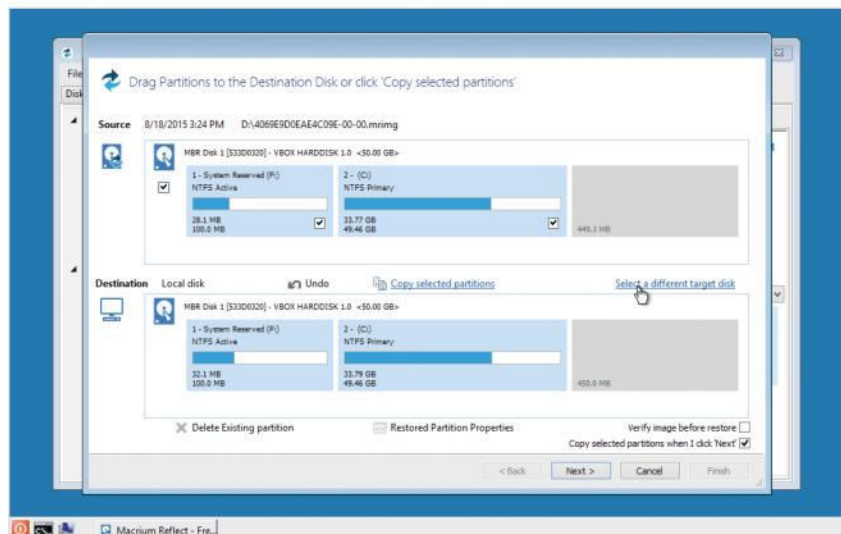 File
Disk
Drag Partitions to the Destination Disk or click 'Copy selected partitions'
Source 8/18/2015 3:24 PM D:\4069E9D0EAE4C09E-00-00.mrimg
MBR Disk 1 [533D0320] - VBOX HARDDISK 1.0 <50.00 GB>
1 - System Reserved (F:) 2 - (C:)
NTFS Active NTFS Primary
28.1 MB 33.77 GB
100.0 MB 49.46 GB 449.3 MB
Destination Local disk Undo Copy selected partitions Select a different target disk
MBR Disk 1 [533D0320] - VBOX HARDDISK 1.0 <50.00 GB>
1 - System Reserved (F:) 2 - (C:)
NTFS Active NTFS Primary
32.1 MB 33.79 GB
100.0 MB 49.46 GB 450.0 MB
Delete Existing partition Restored Partition Properties Verify image before restore
Copy selected partitions when I click 'Next'
< Back Next > Cancel Finish
Macrium Reflect - Fre...